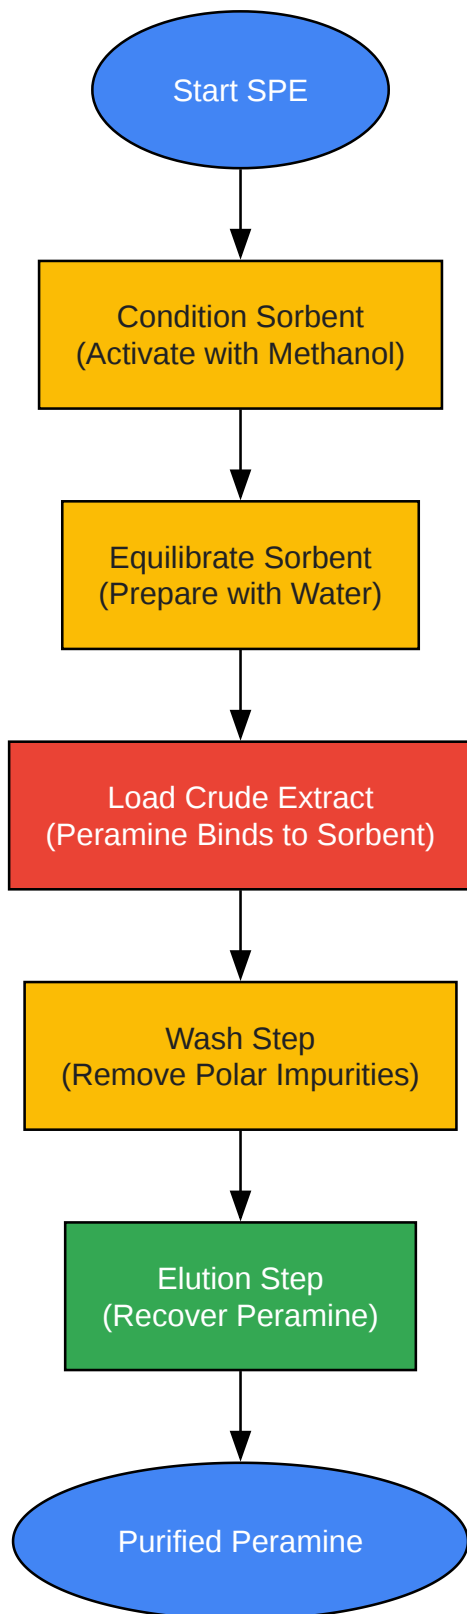 Start SPE
Condition Sorbent
(Activate with Methanol)
Equilibrate Sorbent
(Prepare with Water)
Load Crude Extract
(Peramine Binds to Sorbent)
Wash Step
(Remove Polar Impurities)
Elution Step
(Recover Peramine)
Purified Peramine